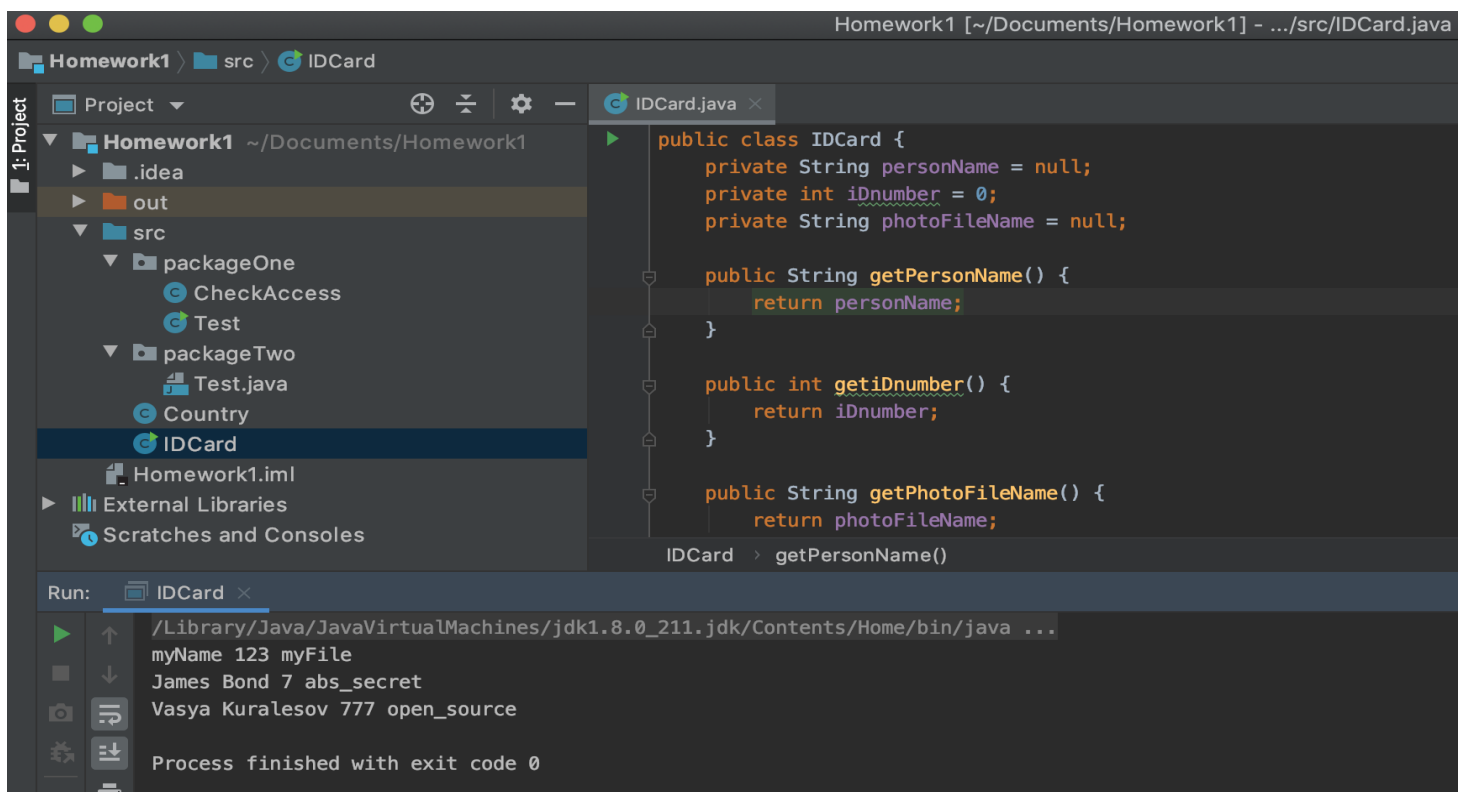 Homework1 [~/Documents/Homework1] - .../src/IDCard.java
Homework1 src IDCard
1: Project
Project
Homework1 ~/Documents/Homework1
.idea
out
src
packageOne
CheckAccess
Test
packageTwo
Test.java
Country
IDCard
Homework1.iml
External Libraries
Scratches and Consoles
IDCard.java
public class IDCard {
private String personName = null;
private int iDnumber = 0;
private String photoFileName = null;
public String getPersonName() {
return personName;
}
public int getiDnumber() {
return iDnumber;
}
public String getPhotoFileName() {
return photoFileName;
IDCard › getPersonName()
Run: IDCard
/Library/Java/JavaVirtualMachines/jdk1.8.0_211.jdk/Contents/Home/bin/java ...
myName 123 myFile
James Bond 7 abs_secret
Vasya Kuralesov 777 open_source
Process finished with exit code 0